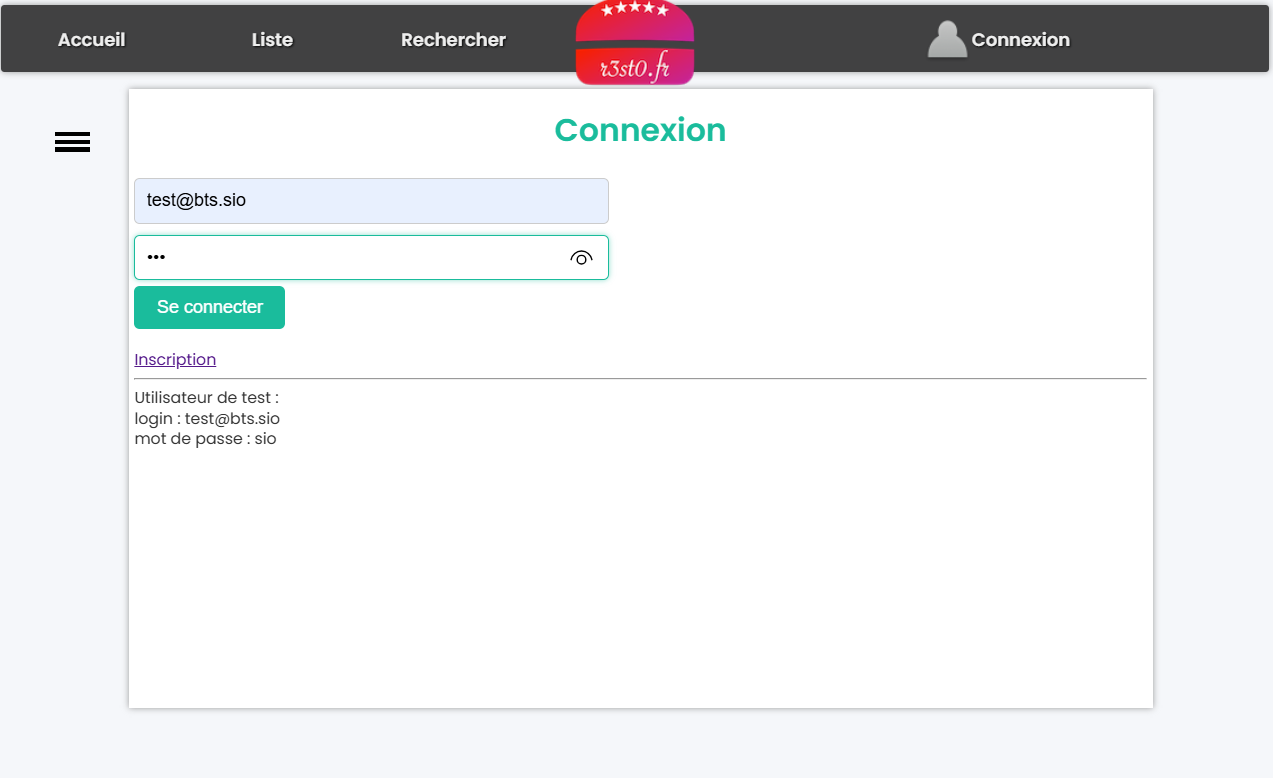 Accueil
Liste
Rechercher
r3st0.fr
Connexion
Connexion
test@bts.sio
•••
Se connecter
Inscription
Utilisateur de test :
login : test@bts.sio
mot de passe : sio